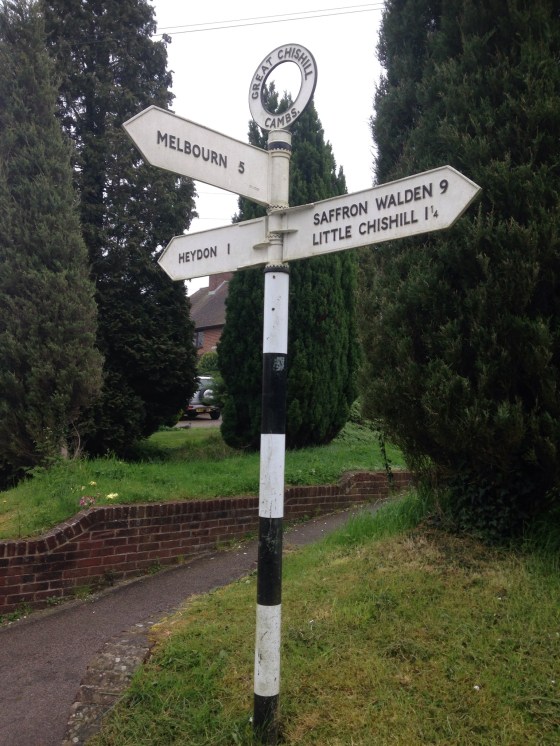 GREAT CHISHILL
CAMBS.
MELBOURN 5
SAFFRON WALDEN 9
LITTLE CHISHILL 1¼
HEYDON 1